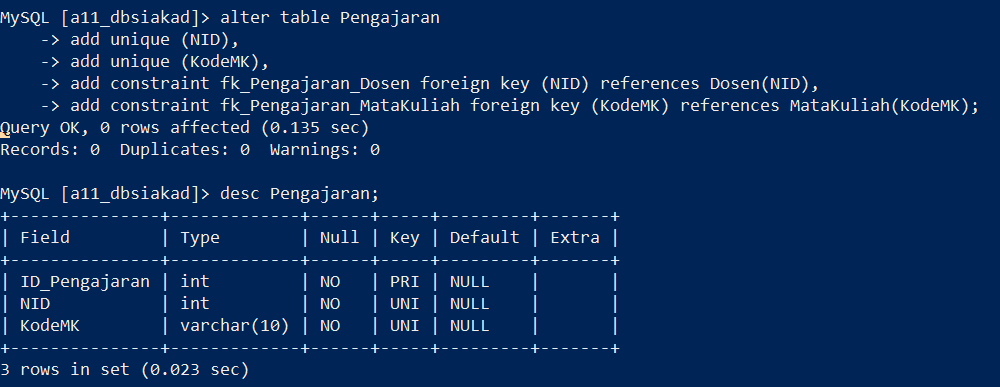 MySQL [a11_dbsiakad]> alter table Pengajaran
    -> add unique (NID),
    -> add unique (KodeMK),
    -> add constraint fk_Pengajaran_Dosen foreign key (NID) references Dosen(NID),
    -> add constraint fk_Pengajaran_MataKuliah foreign key (KodeMK) references MataKuliah(KodeMK);
Query OK, 0 rows affected (0.135 sec)
Records: 0  Duplicates: 0  Warnings: 0

MySQL [a11_dbsiakad]> desc Pengajaran;
+---------------+-------------+------+-----+---------+-------+
| Field         | Type        | Null | Key | Default | Extra |
+---------------+-------------+------+-----+---------+-------+
| ID_Pengajaran | int         | NO   | PRI | NULL    |       |
| NID           | int         | NO   | UNI | NULL    |       |
| KodeMK        | varchar(10) | NO   | UNI | NULL    |       |
+---------------+-------------+------+-----+---------+-------+
3 rows in set (0.023 sec)